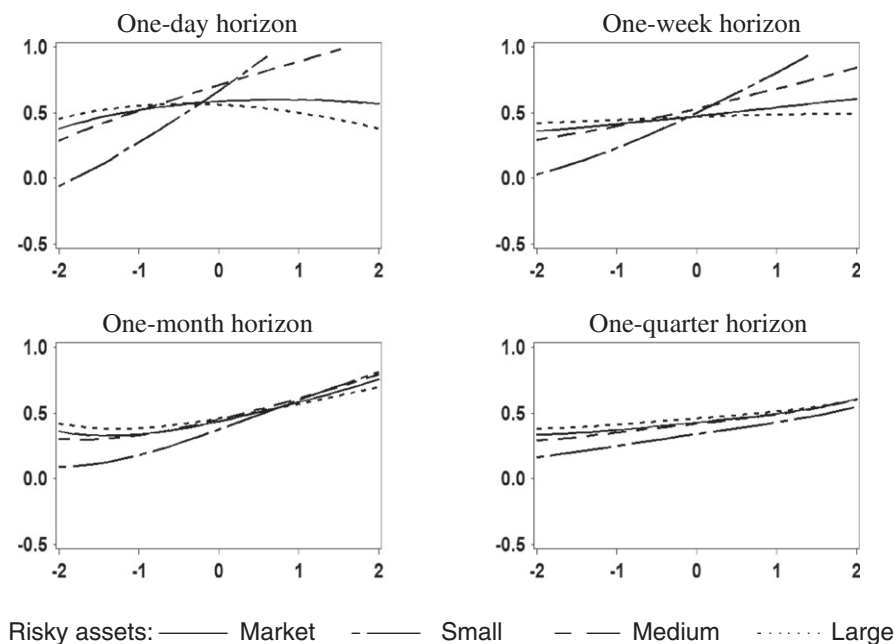 One-day horizon
One-week horizon
1.0
0.5
0.0
-0.5
-2 -1 0 1 2
1.0
0.5
0.0
-0.5
-2 -1 0 1 2
One-month horizon
One-quarter horizon
1.0
0.5
0.0
-0.5
-2 -1 0 1 2
1.0
0.5
0.0
-0.5
-2 -1 0 1 2
Risky assets: Market Small Medium Large